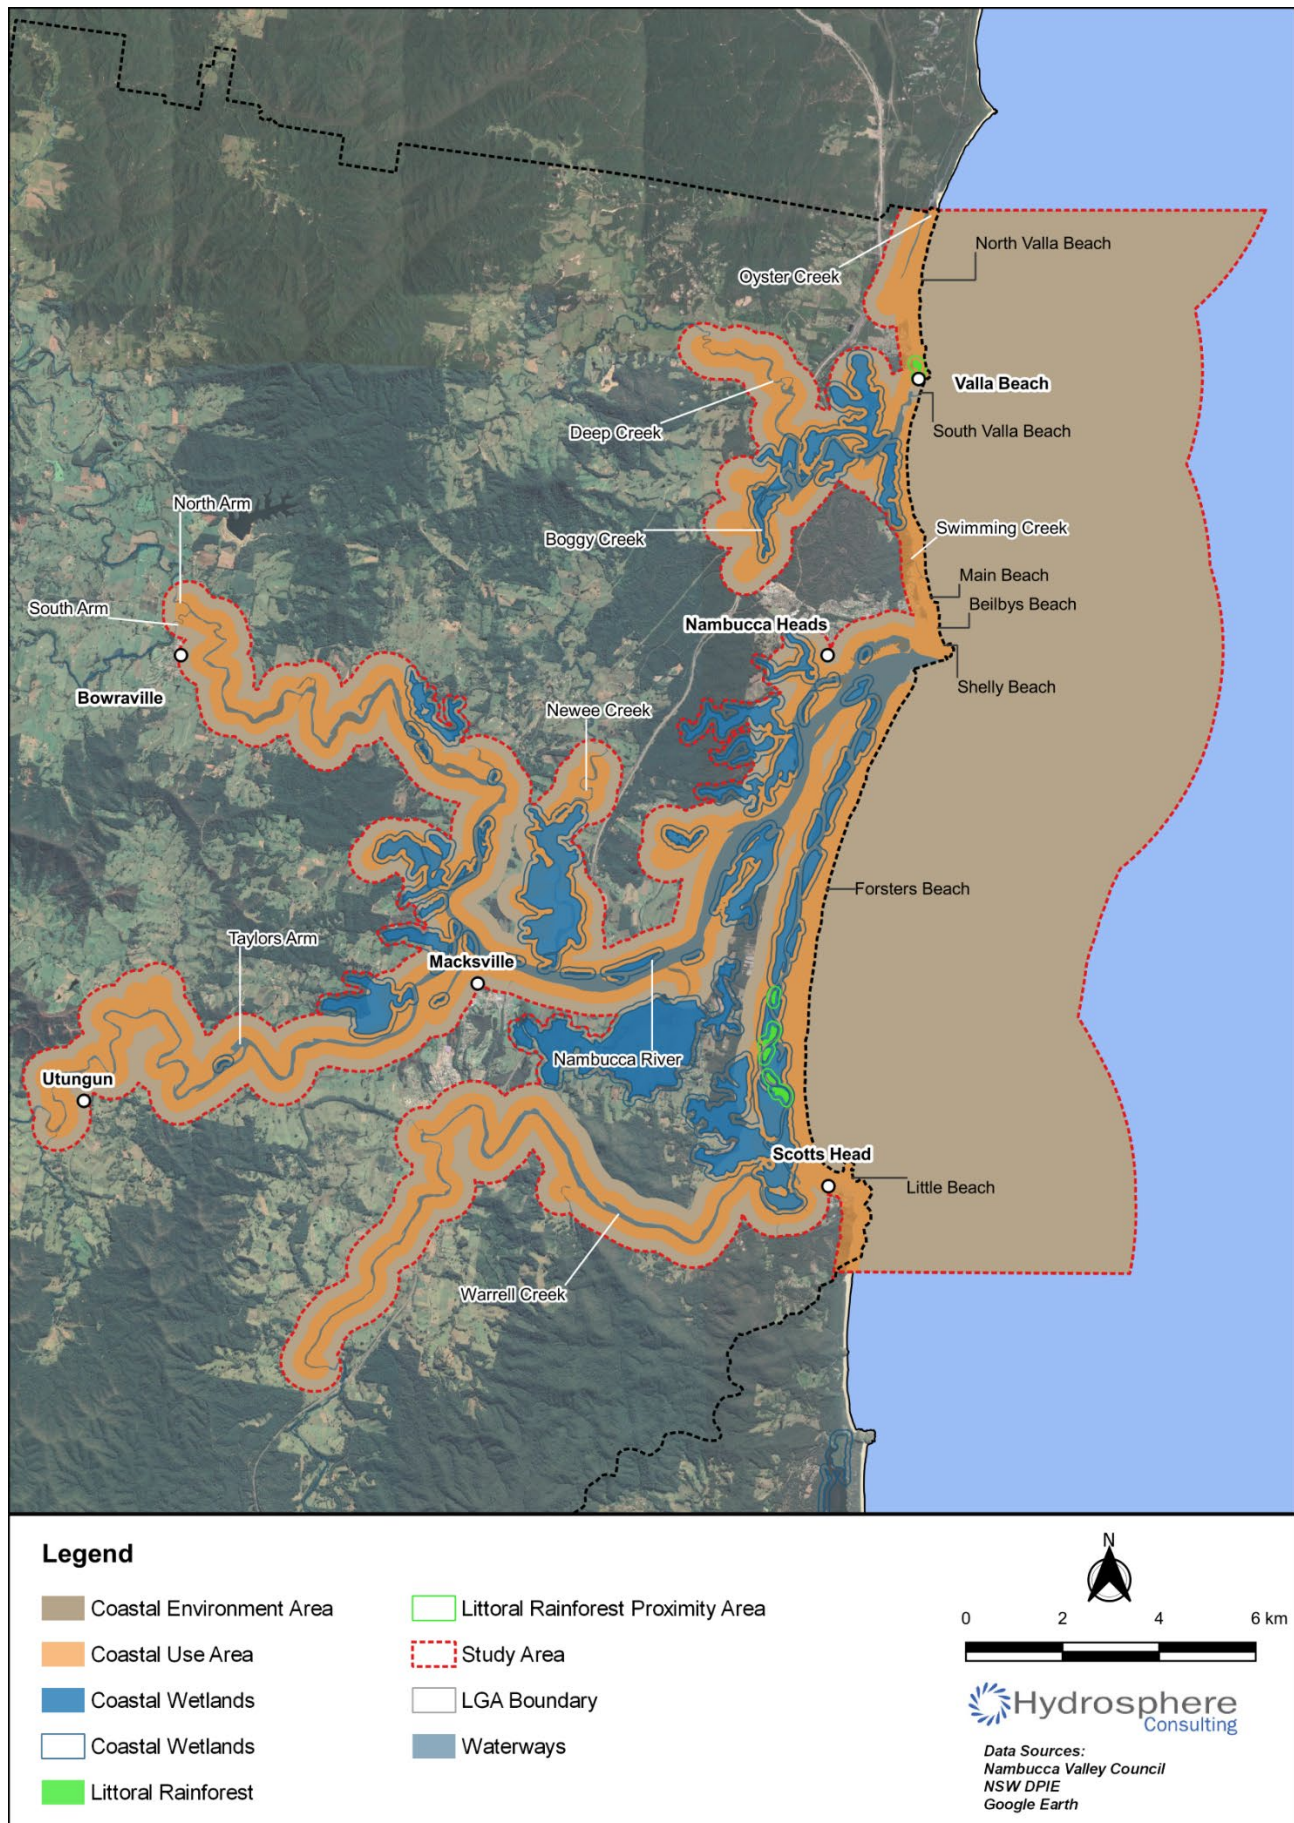 North Valla Beach
Oyster Creek
Valla Beach
Deep Creek
South Valla Beach
North Arm
Boggy Creek
Swimming Creek
Main Beach
South Arm
Beilbys Beach
Nambucca Heads
Bowraville
Shelly Beach
Newee Creek
Forsters Beach
Taylors Arm
Macksville
Nambucca River
Utungun
Scotts Head
Little Beach
Warrell Creek
Legend
Coastal Environment Area
Coastal Use Area
Coastal Wetlands
Coastal Wetlands
Littoral Rainforest
Littoral Rainforest Proximity Area
Study Area
LGA Boundary
Waterways
N
0 2 4 6 km
Hydrosphere
Consulting
Data Sources:
Nambucca Valley Council
NSW DPIE
Google Earth